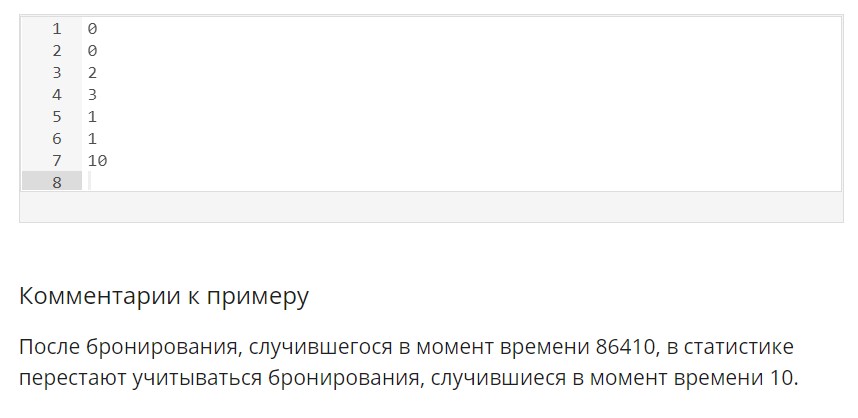 1 0
2 0
3 2
4 3
5 1
6 1
7 10
8
Комментарии к примеру
После бронирования, случившегося в момент времени 86410, в статистике
перестают учитываться бронирования, случившиеся в момент времени 10.